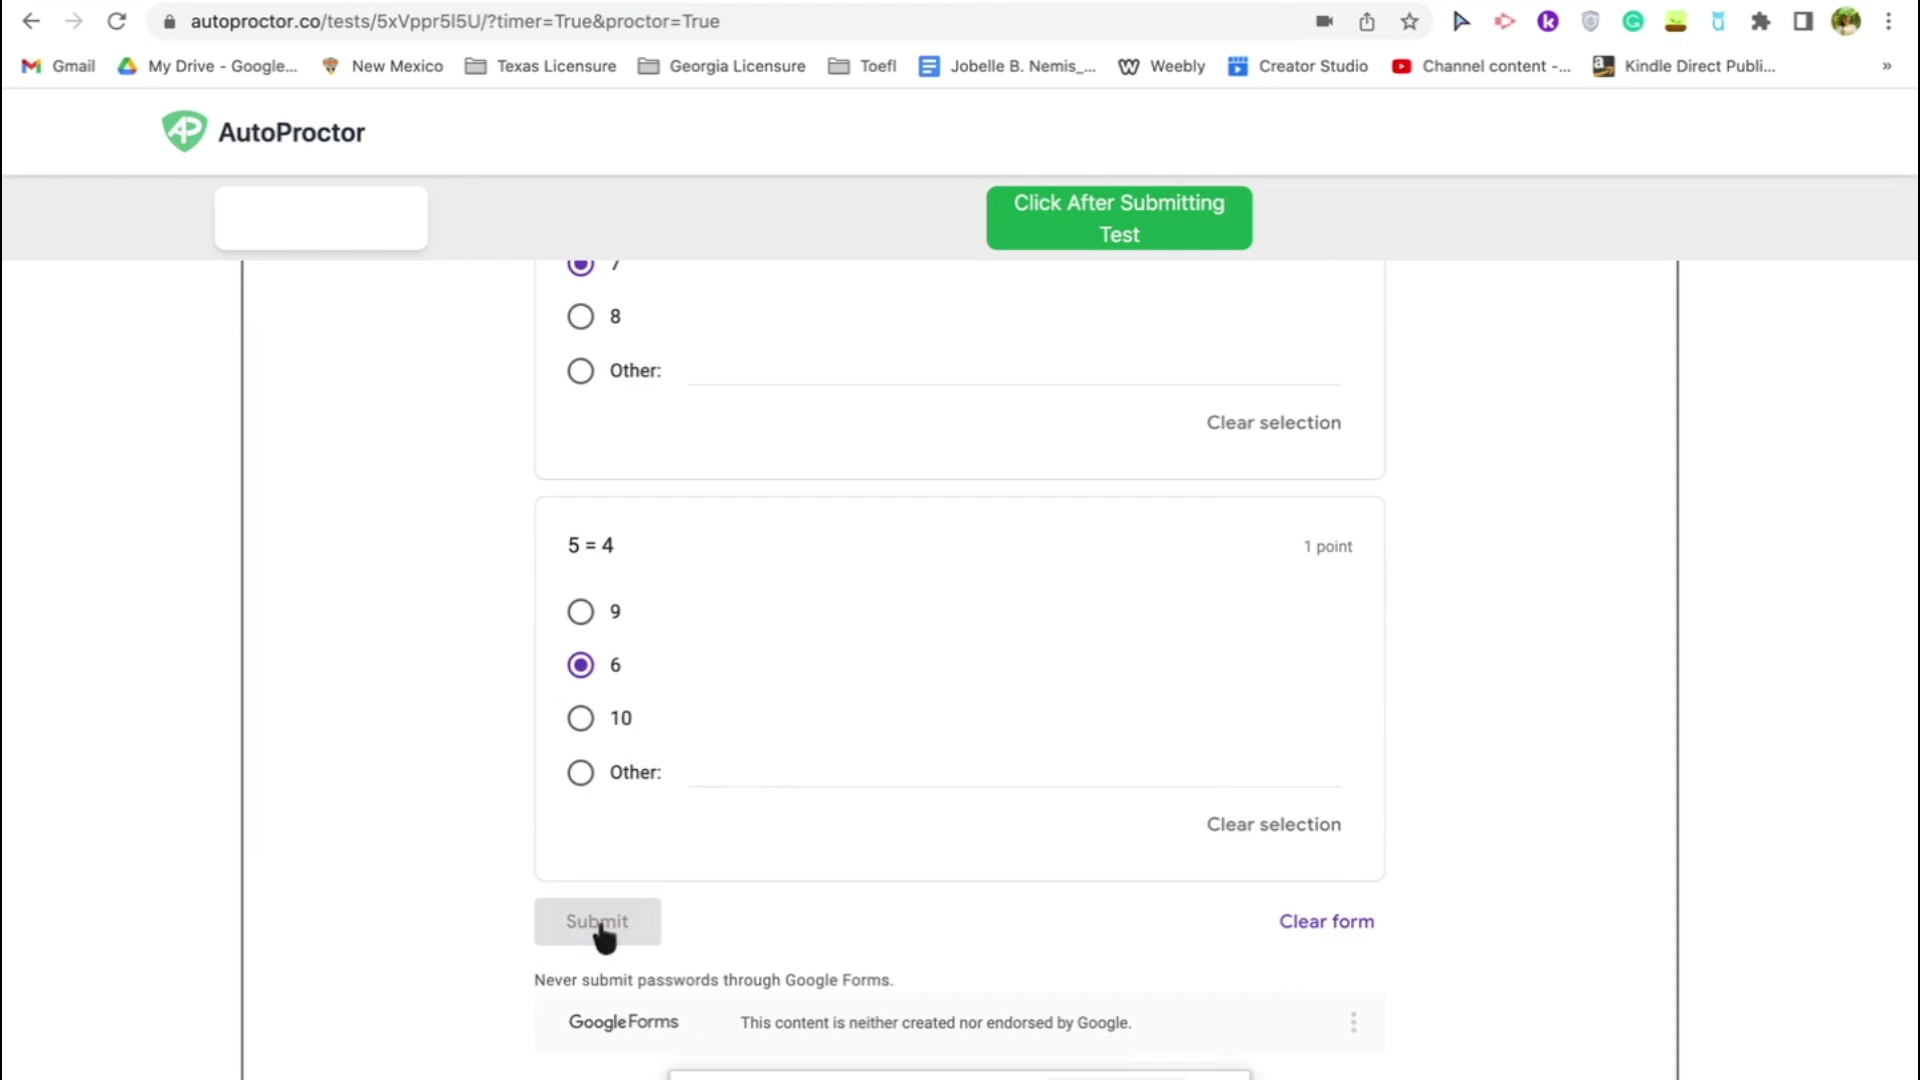 autoproctor.co/tests/5xVppr5l5U/?timer=True&proctor=True
Gmail My Drive - Google... New Mexico Texas Licensure Georgia Licensure Toefl Jobelle B. Nemis_-... Weebly Creator Studio Channel content -... Kindle Direct Publi... »
AutoProctor
Click After Submitting
Test
7
8
Other:
Clear selection
5 = 4 1 point
9
6
10
Other:
Clear selection
Submit Clear form
Never submit passwords through Google Forms.
Google Forms This content is neither created nor endorsed by Google.